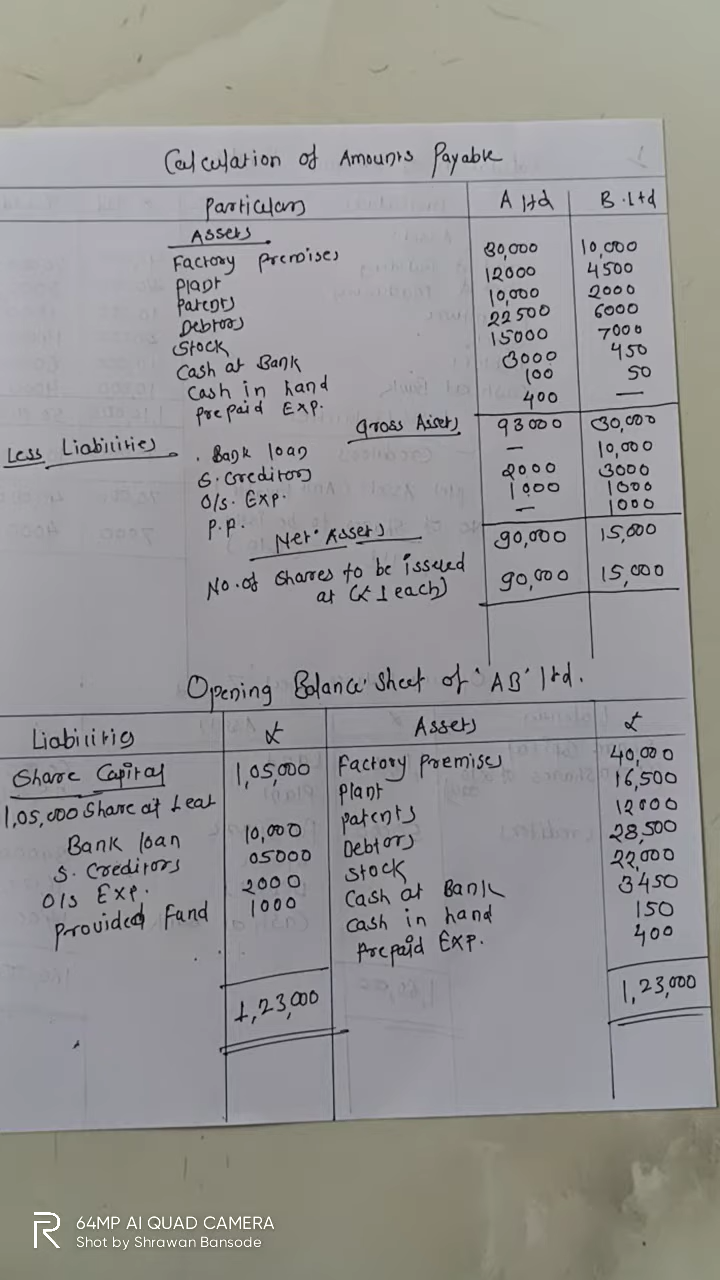 Calculation of Amounts Payable
Particulars A ltd B. Ltd
Assets
Factory Premises 30,000 10,000
Plant 12000 4500
Patents 10,000 2000
Debtors 22500 6000
Stock 15000 7000
Cash at Bank 3000 450
Cash in hand 100 50
Prepaid Exp. 400 —
Gross Assets 93000 30,000
Less Liabilities . Bank loan — 10,000
S. Creditors 2000 3000
O/s. Exp. 1000 1000
P.P. — 1000
Net Assets 90,000 15,000
No. of Shares to be issued
at (£ 1 each) 90,000 15,000
Opening Balance Sheet of 'AB' ltd.
Liabilities £ Assets £
Share Capital 1,05,000 Factory Premises 40,000
1,05,000 Share at 1 eat Plant 16,500
Bank loan 10,000 Patents 12000
S. Creditors 05000 Debtors 28,500
O/s Exp. 2000 Stock 22,000
Provided Fund 1000 Cash at Bank 3450
Cash in hand 150
Prepaid Exp. 400
1,23,000 1,23,000
64MP AI QUAD CAMERA
Shot by Shrawan Bansode